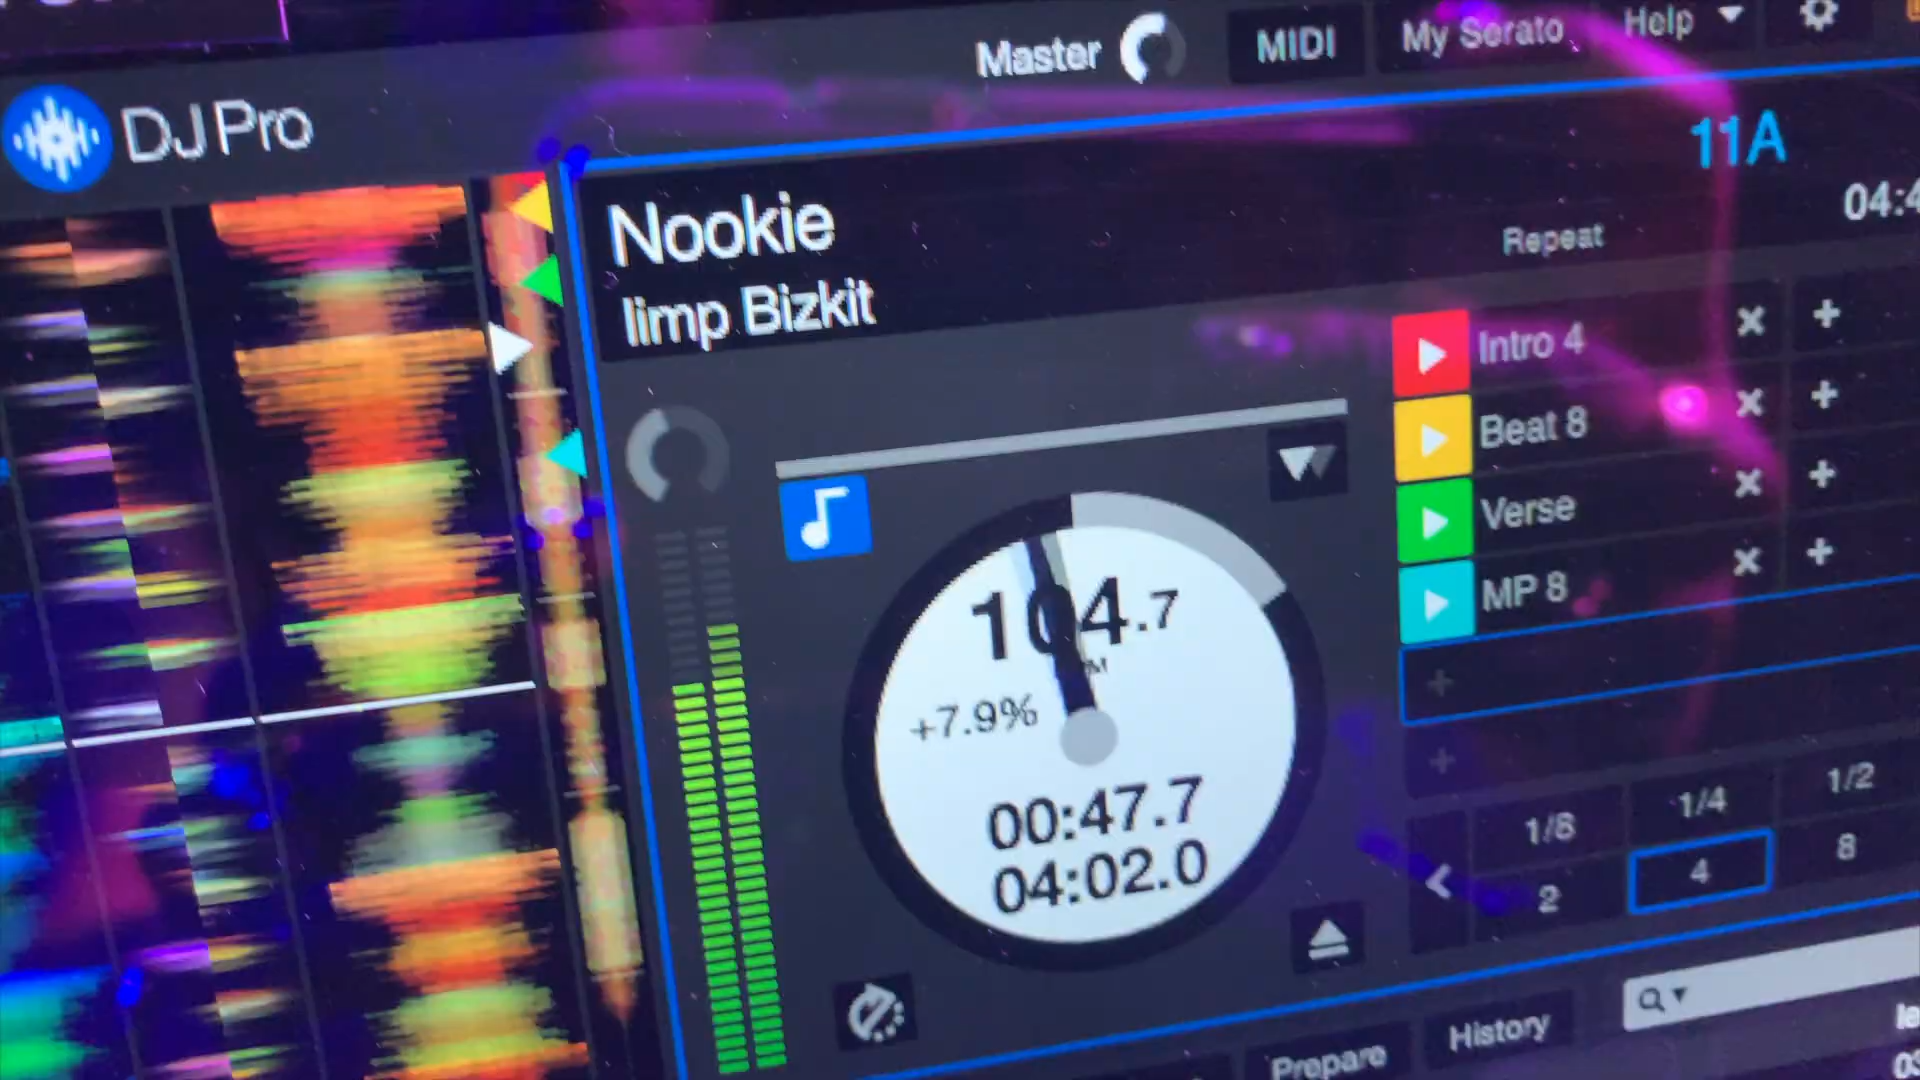 Master MIDI My Serato Help
DJ Pro
11A
Nookie
limp Bizkit
04:4
Repeat
Intro 4
Beat 8
Verse
MP 8
104.7
+7.9%
00:47.7
04:02.0
1/8 1/4 1/2
2 4 8
Prepare History